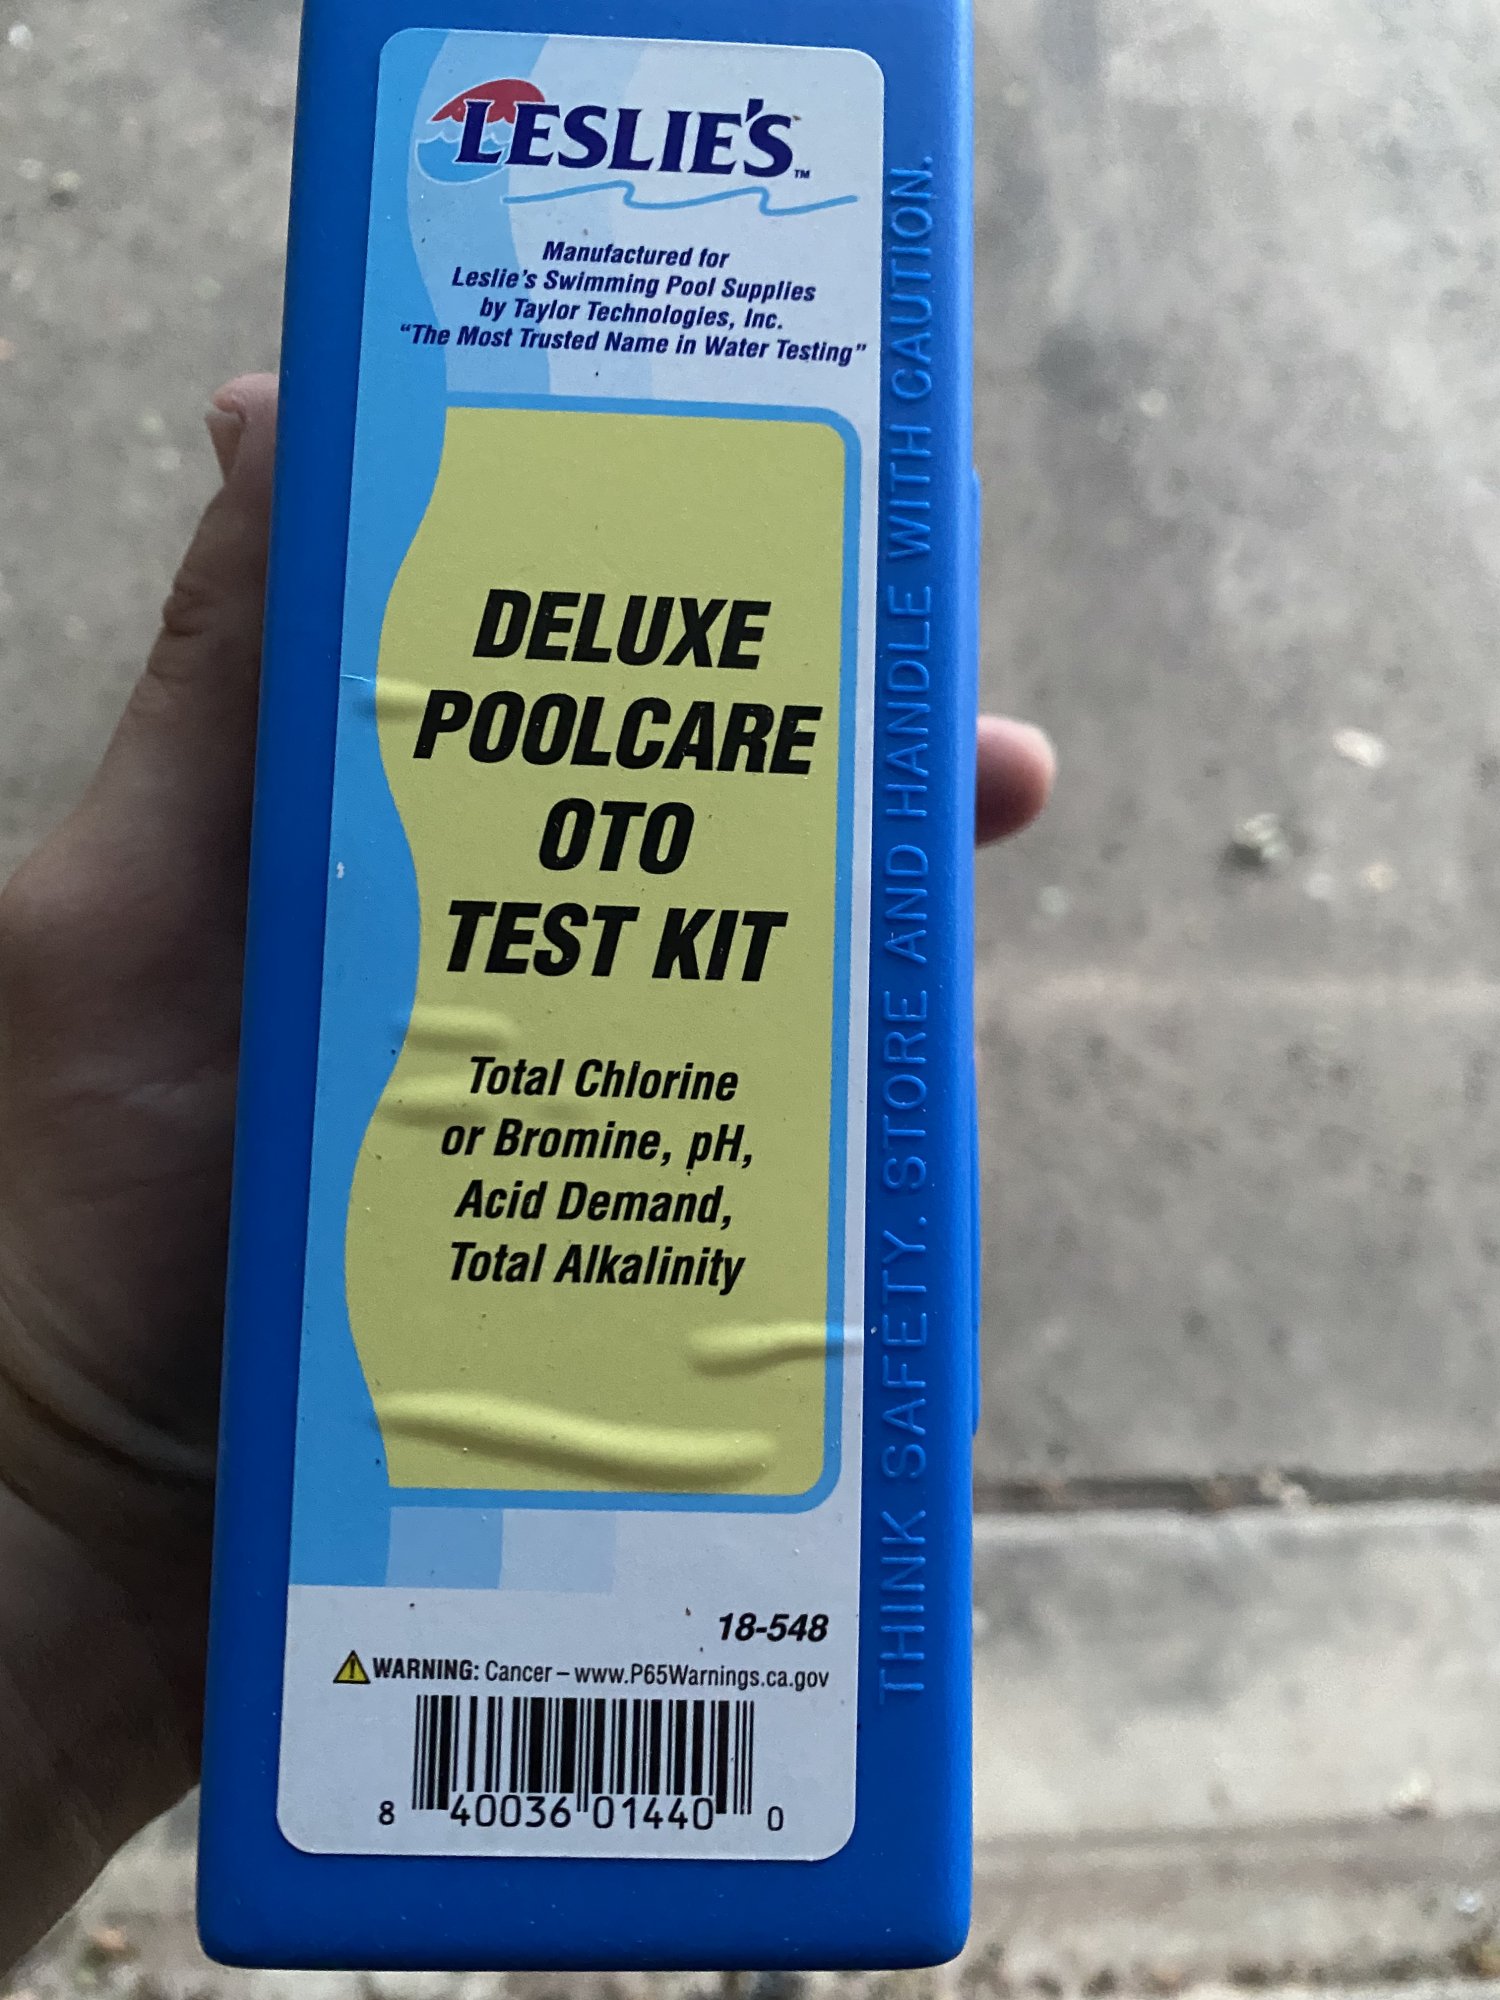 LESLIE'S™
Manufactured for
Leslie's Swimming Pool Supplies
by Taylor Technologies, Inc.
“The Most Trusted Name in Water Testing”
DELUXE
POOLCARE
OTO
TEST KIT
Total Chlorine
or Bromine, pH,
Acid Demand,
Total Alkalinity
18-548
WARNING: Cancer – www.P65Warnings.ca.gov
8 40036 01440 0
THINK SAFETY. STORE AND HANDLE WITH CAUTION.